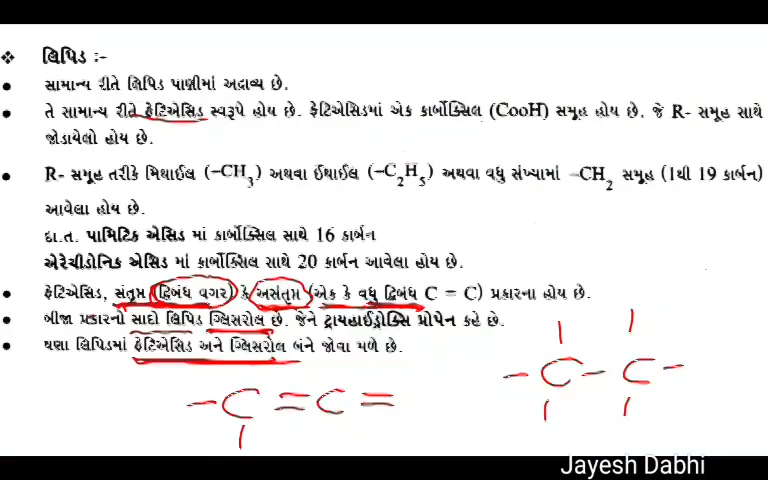 ❖ લિપિડ :-
• સામાન્ય રીતે લિપિડ પાણીમાં અદ્રાવ્ય છે.
• તે સામાન્ય રીતે ફેટિએસિડ સ્વરૂપે હોય છે. ફેટિએસિડમાં એક કાર્બોક્સિલ (CooH) સમૂહ હોય છે. જે R- સમૂહ સાથે
જોડાયેલો હોય છે.
• R- સમૂહ તરીકે મિથાઈલ (–CH₃) અથવા ઈથાઈલ (–C₂H₅) અથવા વધુ સંખ્યામાં –CH₂ સમૂહ (1થી 19 કાર્બન)
આવેલા હોય છે.
દા.ત. પામિટિક એસિડ માં કાર્બોક્સિલ સાથે 16 કાર્બન
એરેચીડોનિક એસિડ માં કાર્બોક્સિલ સાથે 20 કાર્બન આવેલા હોય છે.
• ફેટિએસિડ, સંતૃપ્ત (દ્વિબંધ વગર) કે અસંતૃપ્ત (એક કે વધુ દ્વિબંધ C = C) પ્રકારના હોય છે.
• બીજા પ્રકારનો સાદો લિપિડ ગ્લિસરોલ છે. જેને ટ્રાયહાઈડ્રોક્સિ પ્રોપેન કહે છે.
• ઘણા લિપિડમાં ફેટિએસિડ અને ગ્લિસરોલ બંને જોવા મળે છે.
– C – C –
– C = C =
Jayesh Dabhi